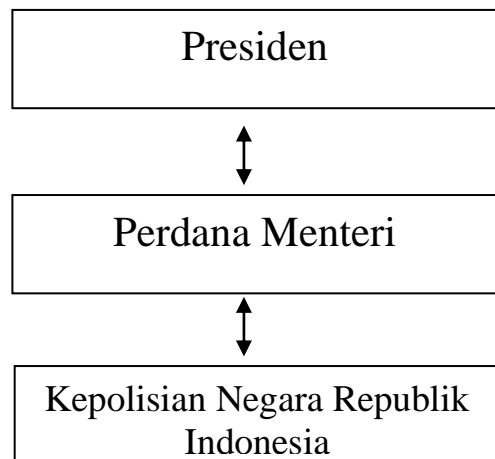 Presiden
Perdana Menteri
Kepolisian Negara Republik
Indonesia